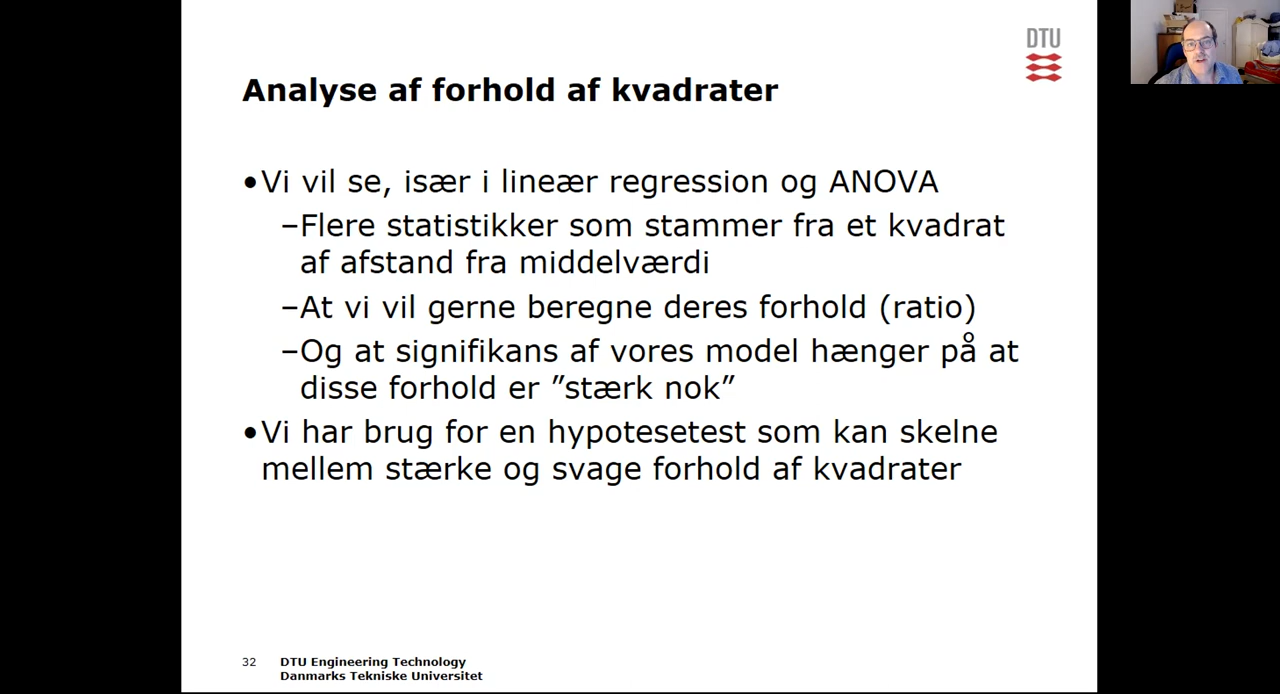 DTU
Analyse af forhold af kvadrater
•Vi vil se, især i lineær regression og ANOVA
–Flere statistikker som stammer fra et kvadrat
af afstand fra middelværdi
–At vi vil gerne beregne deres forhold (ratio)
–Og at signifikans af vores model hænger på at
disse forhold er ”stærk nok”
•Vi har brug for en hypotesetest som kan skelne
mellem stærke og svage forhold af kvadrater
32 DTU Engineering Technology
Danmarks Tekniske Universitet